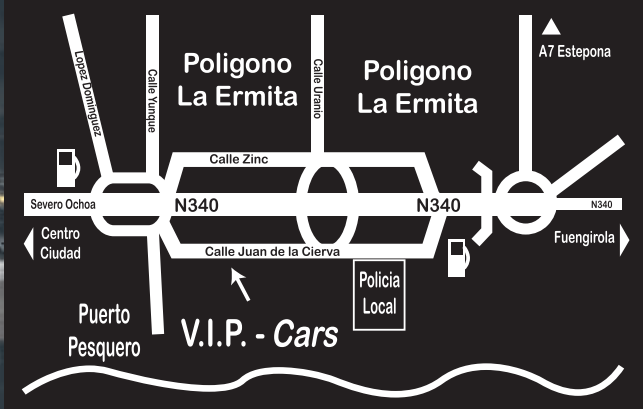 A7 Estepona
Lopez Dominguez
Calle Yunque
Poligono
La Ermita
Calle Uranio
Poligono
La Ermita
Calle Zinc
Severo Ochoa
N340
N340
N340
Centro
Ciudad
Fuengirola
Calle Juan de la Cierva
Policia
Local
Puerto
Pesquero
V.I.P. - Cars